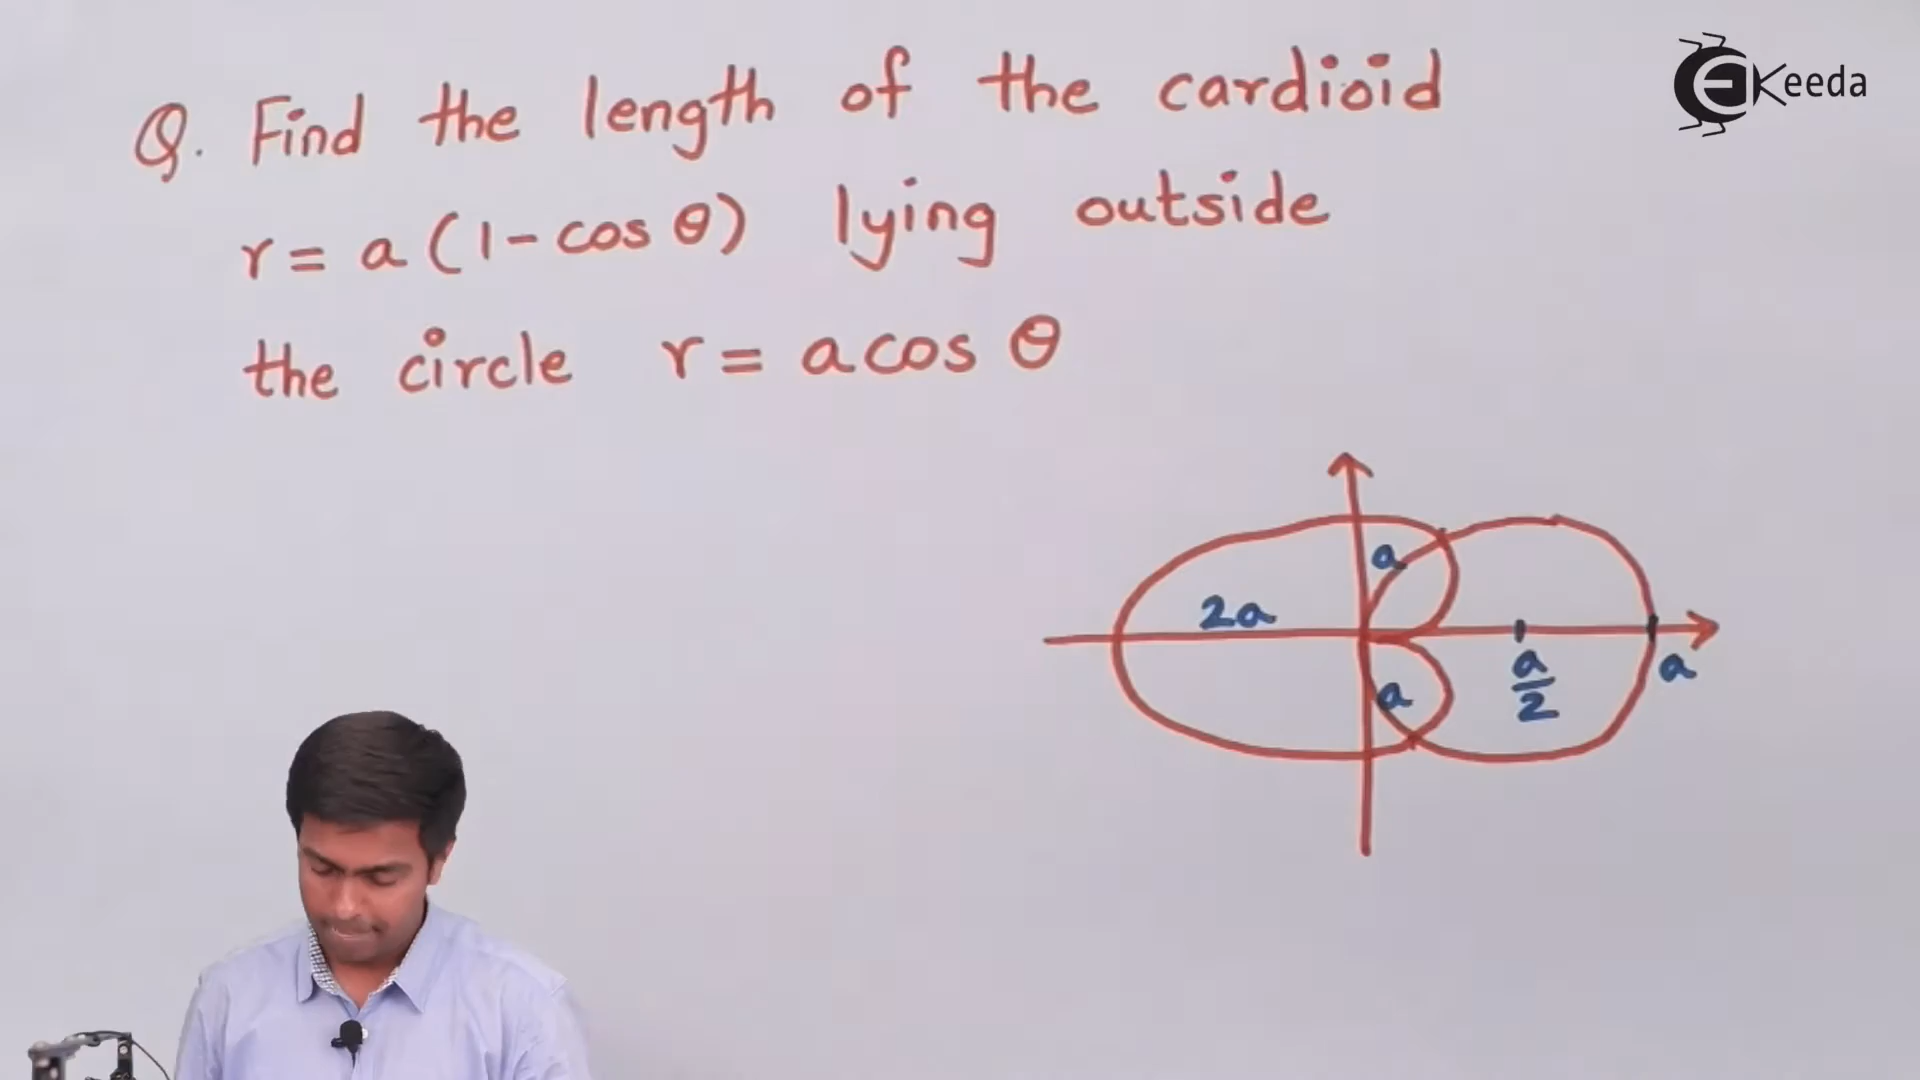 Q. Find the length of the cardioid
r = a (1 - cos θ) lying outside
the circle r = a cos θ
Keeda
a
2a
a
a/2
a